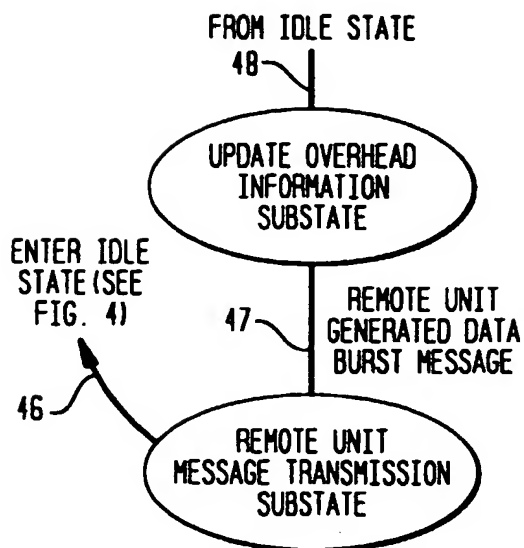 FROM IDLE STATE
48
UPDATE OVERHEAD
INFORMATION
SUBSTATE
ENTER IDLE
STATE (SEE
FIG. 4)
47
REMOTE UNIT
GENERATED DATA
BURST MESSAGE
46
REMOTE UNIT
MESSAGE TRANSMISSION
SUBSTATE